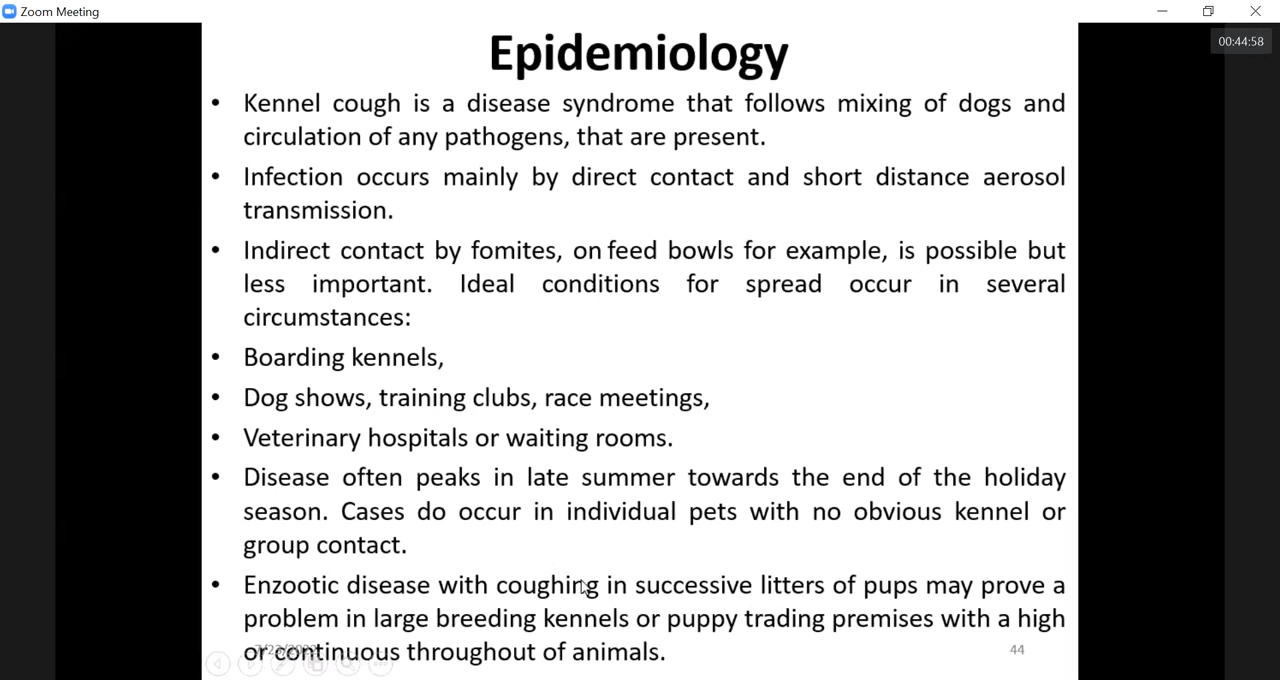 Zoom Meeting
00:44:58
Epidemiology
• Kennel cough is a disease syndrome that follows mixing of dogs and
circulation of any pathogens, that are present.
• Infection occurs mainly by direct contact and short distance aerosol
transmission.
• Indirect contact by fomites, on feed bowls for example, is possible but
less important. Ideal conditions for spread occur in several
circumstances:
• Boarding kennels,
• Dog shows, training clubs, race meetings,
• Veterinary hospitals or waiting rooms.
• Disease often peaks in late summer towards the end of the holiday
season. Cases do occur in individual pets with no obvious kennel or
group contact.
• Enzootic disease with coughing in successive litters of pups may prove a
problem in large breeding kennels or puppy trading premises with a high
or continuous throughout of animals.
44